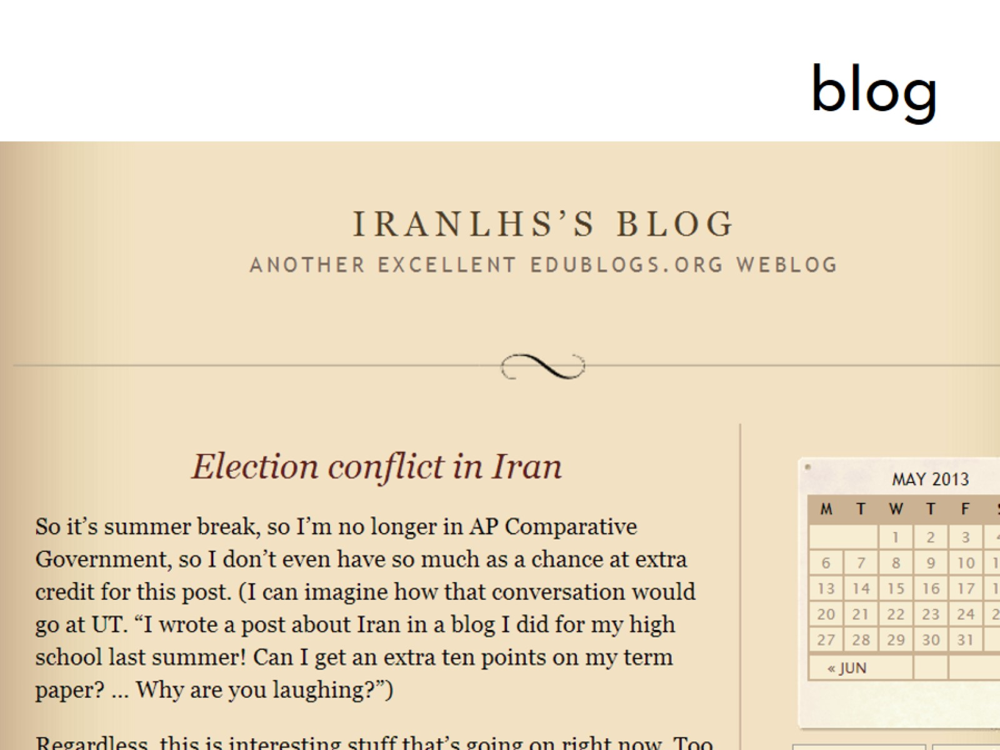 blog
IRANLHS’S BLOG
ANOTHER EXCELLENT EDUBLOGS.ORG WEBLOG
Election conflict in Iran
So it’s summer break, so I’m no longer in AP Comparative
Government, so I don’t even have so much as a chance at extra
credit for this post. (I can imagine how that conversation would
go at UT. “I wrote a post about Iran in a blog I did for my high
school last summer! Can I get an extra ten points on my term
paper? ... Why are you laughing?”)
Regardless, this is interesting stuff that’s going on right now. Too
MAY 2013
M T W T F
1 2 3
6 7 8 9 10
13 14 15 16 17
20 21 22 23 24
27 28 29 30 31
« JUN